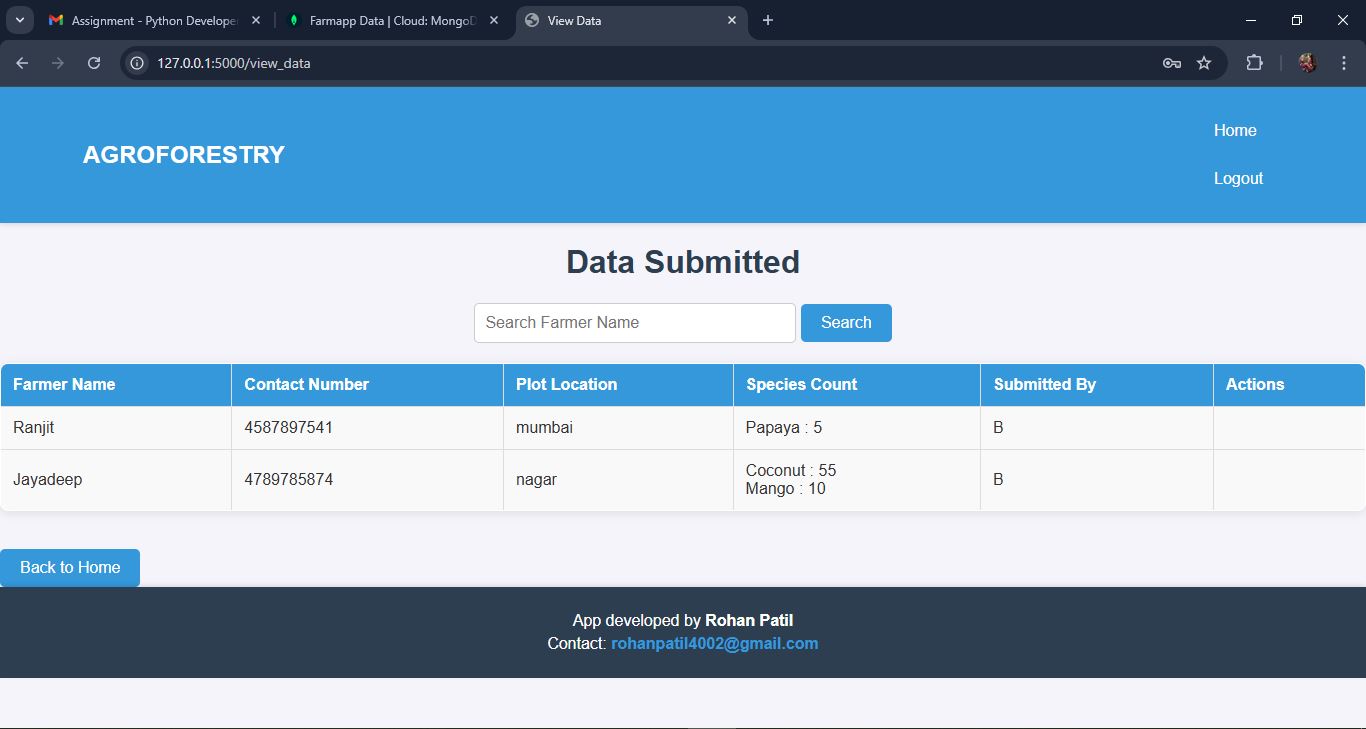 Assignment - Python Developer
Farmapp Data | Cloud: MongoD
View Data
127.0.0.1:5000/view_data
AGROFORESTRY
Home
Logout
Data Submitted
Search Farmer Name
Search
Farmer Name Contact Number Plot Location Species Count Submitted By Actions
Ranjit 4587897541 mumbai Papaya : 5 B
Jayadeep 4789785874 nagar Coconut : 55 B
Mango : 10
Back to Home
App developed by Rohan Patil
Contact: rohanpatil4002@gmail.com